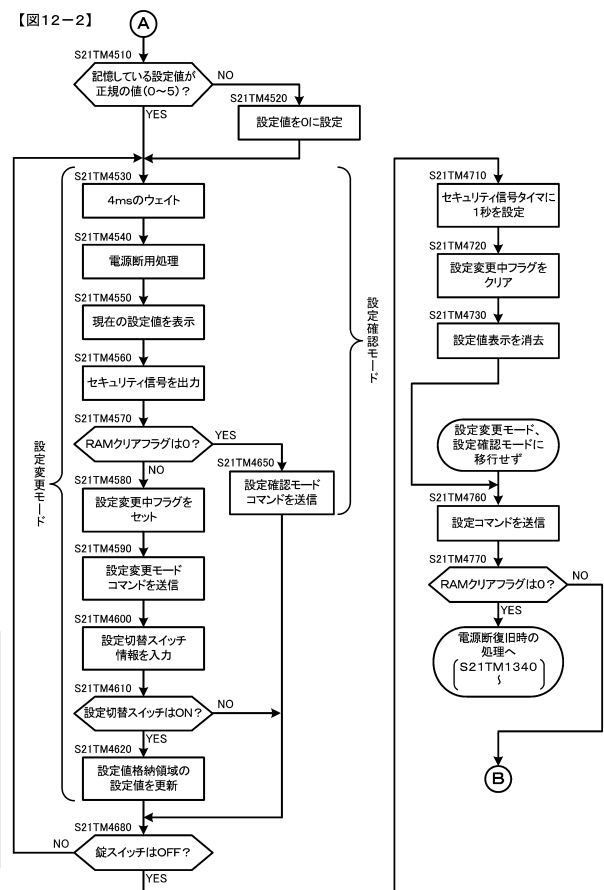 【図12－2】
A
S21TM4510
記憶している設定値が
正規の値(0～5)？
NO
YES
S21TM4520
設定値を0に設定
S21TM4530
4msのウェイト
S21TM4540
電源断用処理
S21TM4550
現在の設定値を表示
S21TM4560
セキュリティ信号を出力
S21TM4570
RAMクリアフラグは0？
YES
NO
S21TM4650
設定確認モード
コマンドを送信
S21TM4580
設定変更中フラグを
セット
S21TM4590
設定変更モード
コマンドを送信
S21TM4600
設定切替スイッチ
情報を入力
S21TM4610
設定切替スイッチはON？
NO
YES
S21TM4620
設定値格納領域の
設定値を更新
S21TM4680
錠スイッチはOFF？
NO
YES
設定変更モード
設定確認モード
S21TM4710
セキュリティ信号タイマに
1秒を設定
S21TM4720
設定変更中フラグを
クリア
S21TM4730
設定値表示を消去
設定変更モード、
設定確認モードに
移行せず
S21TM4760
設定コマンドを送信
S21TM4770
RAMクリアフラグは0？
NO
YES
電源断復旧時の
処理へ
S21TM1340
～
B